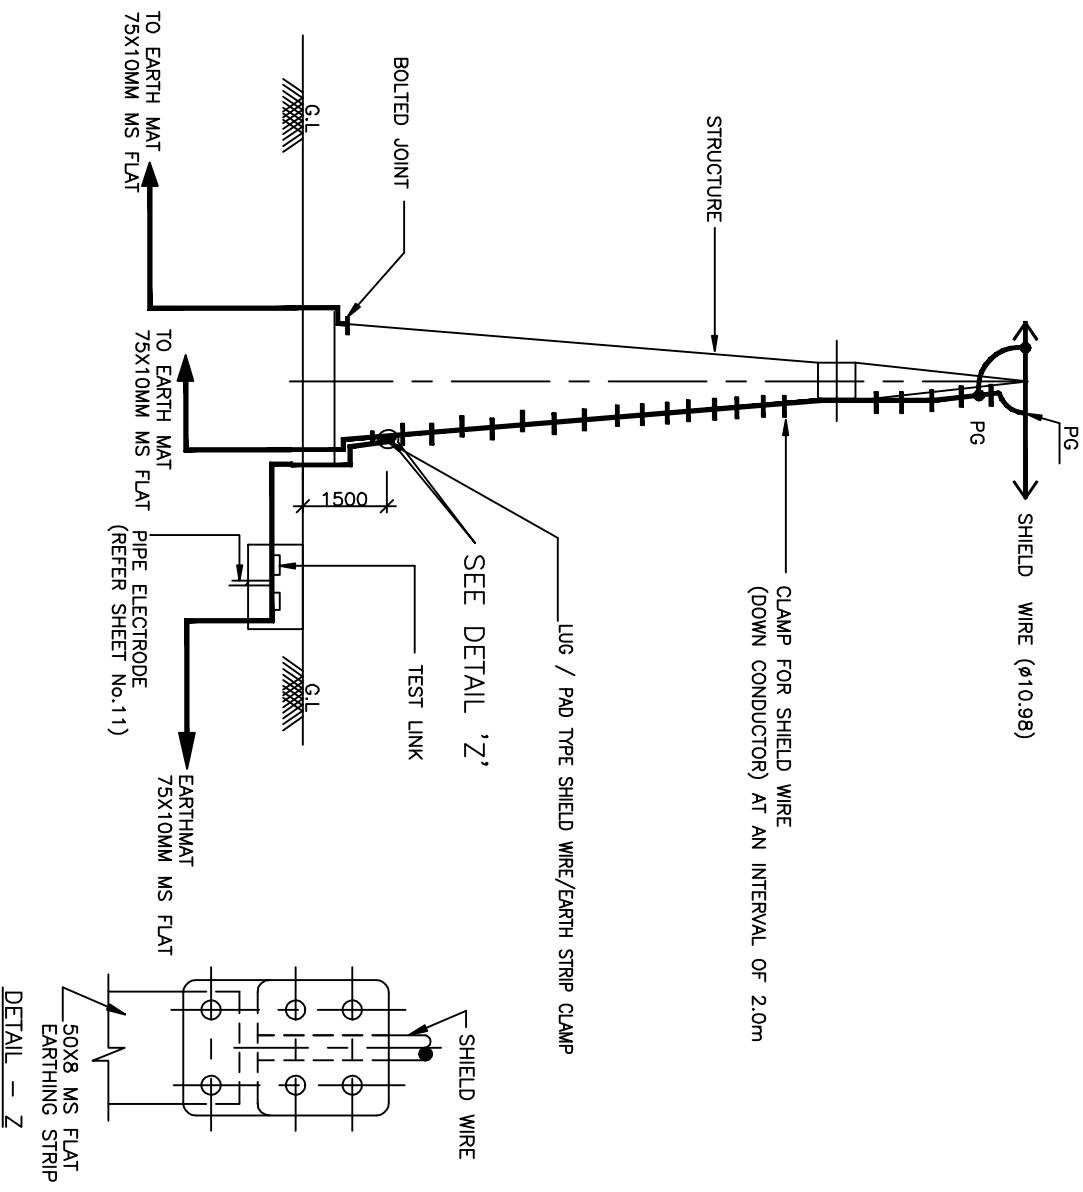 PG
SHIELD WIRE (ø10.98)
PG
CLAMP FOR SHIELD WIRE
(DOWN CONDUCTOR) AT AN INTERVAL OF 2.0m
STRUCTURE
LUG / PAD TYPE SHIELD WIRE/EARTH STRIP CLAMP
SEE DETAIL 'Z'
BOLTED JOINT
TEST LINK
1500
G.L
G.L
TO EARTH MAT
75X10MM MS FLAT
TO EARTH MAT
75X10MM MS FLAT
PIPE ELECTRODE
(REFER SHEET No.11)
EARTHMAT
75X10MM MS FLAT
SHIELD WIRE
50X8 MS FLAT
EARTHING STRIP
DETAIL - Z